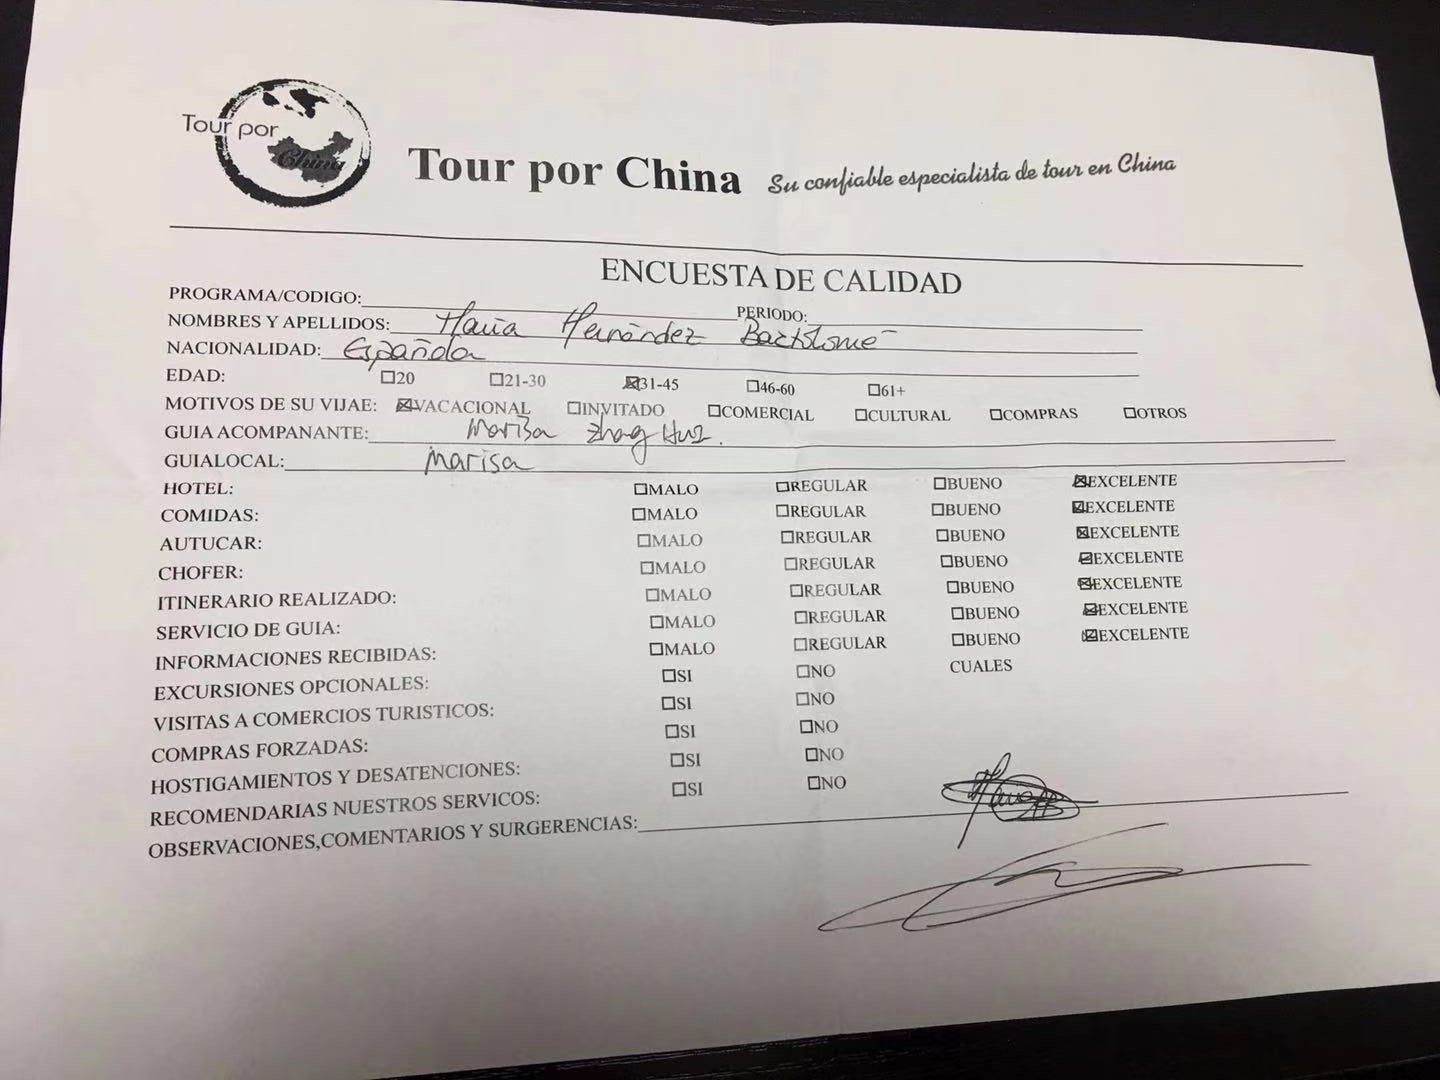 Tour por
China
Tour por China Su confiable especialista de tour en China
ENCUESTA DE CALIDAD
PROGRAMA/CODIGO: PERIODO:
NOMBRES Y APELLIDOS: María Hernández Bartolomé
NACIONALIDAD: Española
EDAD: ☐20 ☐21-30 ☒31-45 ☐46-60 ☐61+
MOTIVOS DE SU VIJAE: ☒VACACIONAL ☐INVITADO ☐COMERCIAL ☐CULTURAL ☐COMPRAS ☐OTROS
GUIA ACOMPANANTE: Marisa
GUIALOCAL: Marisa
HOTEL: ☐MALO ☐REGULAR ☐BUENO ☒EXCELENTE
COMIDAS: ☐MALO ☐REGULAR ☐BUENO ☒EXCELENTE
AUTUCAR: ☐MALO ☐REGULAR ☐BUENO ☒EXCELENTE
CHOFER: ☐MALO ☐REGULAR ☐BUENO ☒EXCELENTE
ITINERARIO REALIZADO: ☐MALO ☐REGULAR ☐BUENO ☒EXCELENTE
SERVICIO DE GUIA: ☐MALO ☐REGULAR ☐BUENO ☒EXCELENTE
INFORMACIONES RECIBIDAS: ☐MALO ☐REGULAR ☐BUENO ☒EXCELENTE
EXCURSIONES OPCIONALES: ☐SI ☐NO CUALES
VISITAS A COMERCIOS TURISTICOS: ☐SI ☐NO
COMPRAS FORZADAS: ☐SI ☐NO
HOSTIGAMIENTOS Y DESATENCIONES: ☐SI ☐NO
RECOMENDARIAS NUESTROS SERVICOS: ☐SI ☐NO
OBSERVACIONES,COMENTARIOS Y SURGERENCIAS: